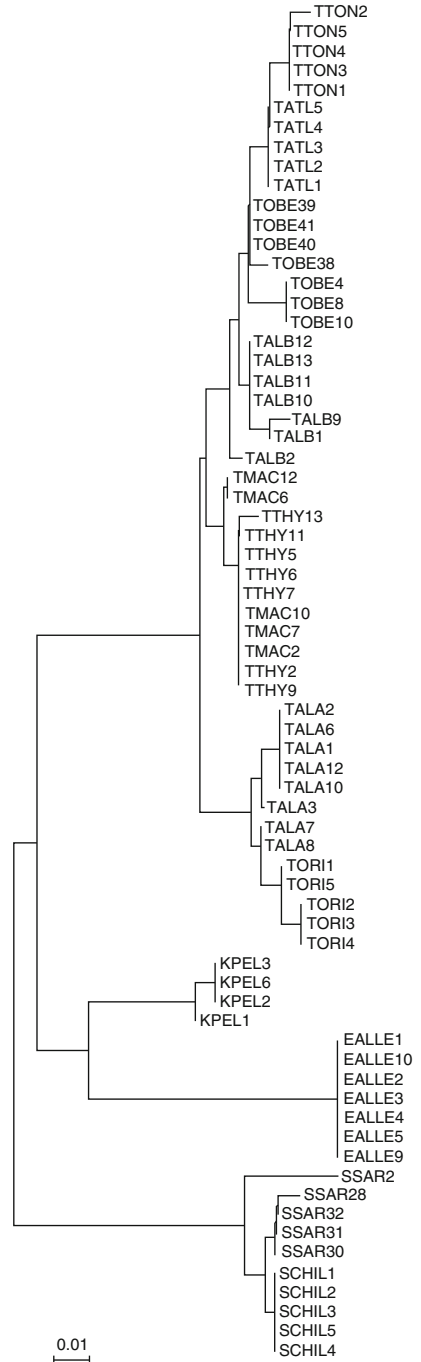 TTON2
TTON5
TTON4
TTON3
TTON1
TATL5
TATL4
TATL3
TATL2
TATL1
TOBE39
TOBE41
TOBE40
TOBE38
TOBE4
TOBE8
TOBE10
TALB12
TALB13
TALB11
TALB10
TALB9
TALB1
TALB2
TMAC12
TMAC6
TTHY13
TTHY11
TTHY5
TTHY6
TTHY7
TMAC10
TMAC7
TMAC2
TTHY2
TTHY9
TALA2
TALA6
TALA1
TALA12
TALA10
TALA3
TALA7
TALA8
TORI1
TORI5
TORI2
TORI3
TORI4
KPEL3
KPEL6
KPEL2
KPEL1
EALLE1
EALLE10
EALLE2
EALLE3
EALLE4
EALLE5
EALLE9
SSAR2
SSAR28
SSAR32
SSAR31
SSAR30
SCHIL1
SCHIL2
SCHIL3
SCHIL5
SCHIL4
0.01